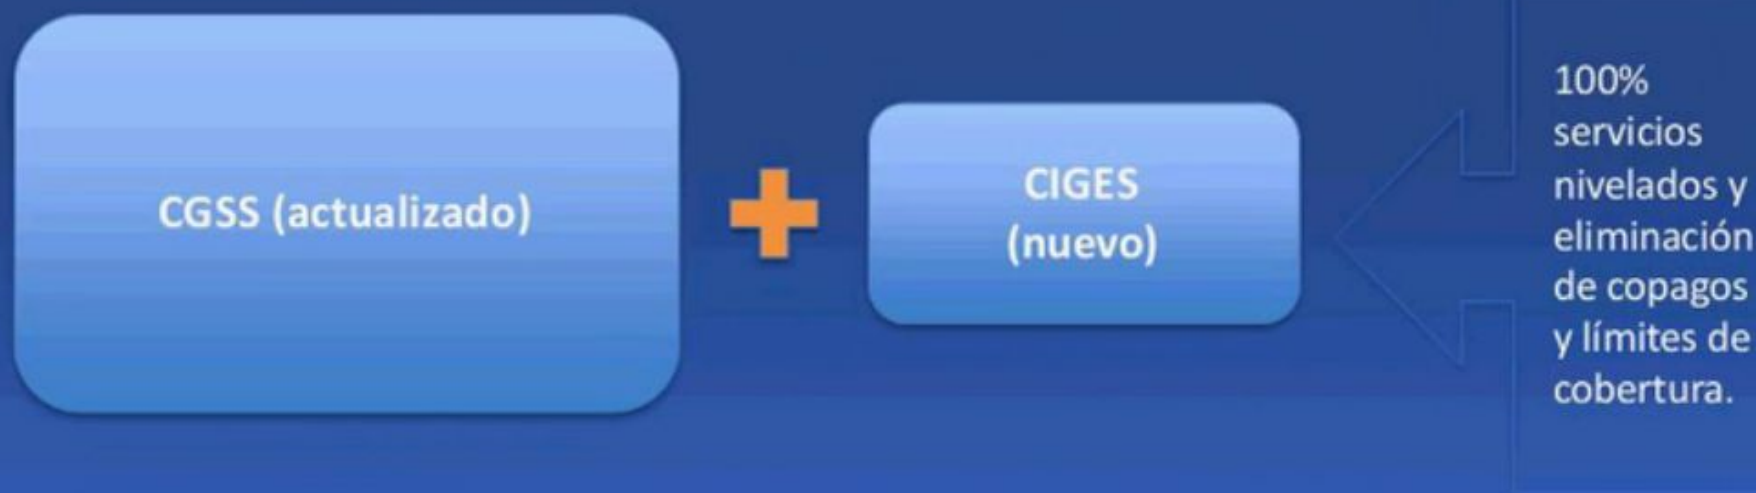 CGSS (actualizado)
CIGES
(nuevo)
100%
servicios
nivelados y
eliminación
de copagos
y límites de
cobertura.